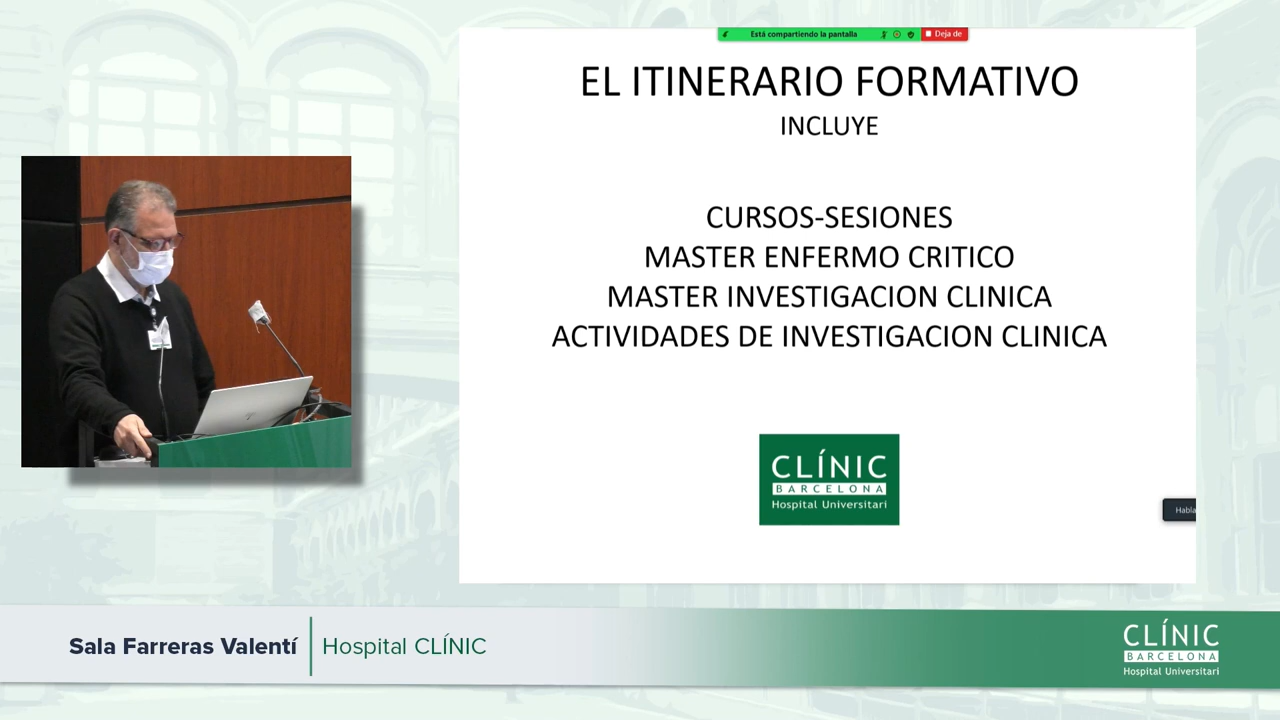 Está compartiendo la pantalla
Deja de
EL ITINERARIO FORMATIVO
INCLUYE
CURSOS-SESIONES
MASTER ENFERMO CRITICO
MASTER INVESTIGACION CLINICA
ACTIVIDADES DE INVESTIGACION CLINICA
CLÍNIC
BARCELONA
Hospital Universitari
Habla
Sala Farreras Valentí
Hospital CLÍNIC
CLÍNIC
BARCELONA
Hospital Universitari